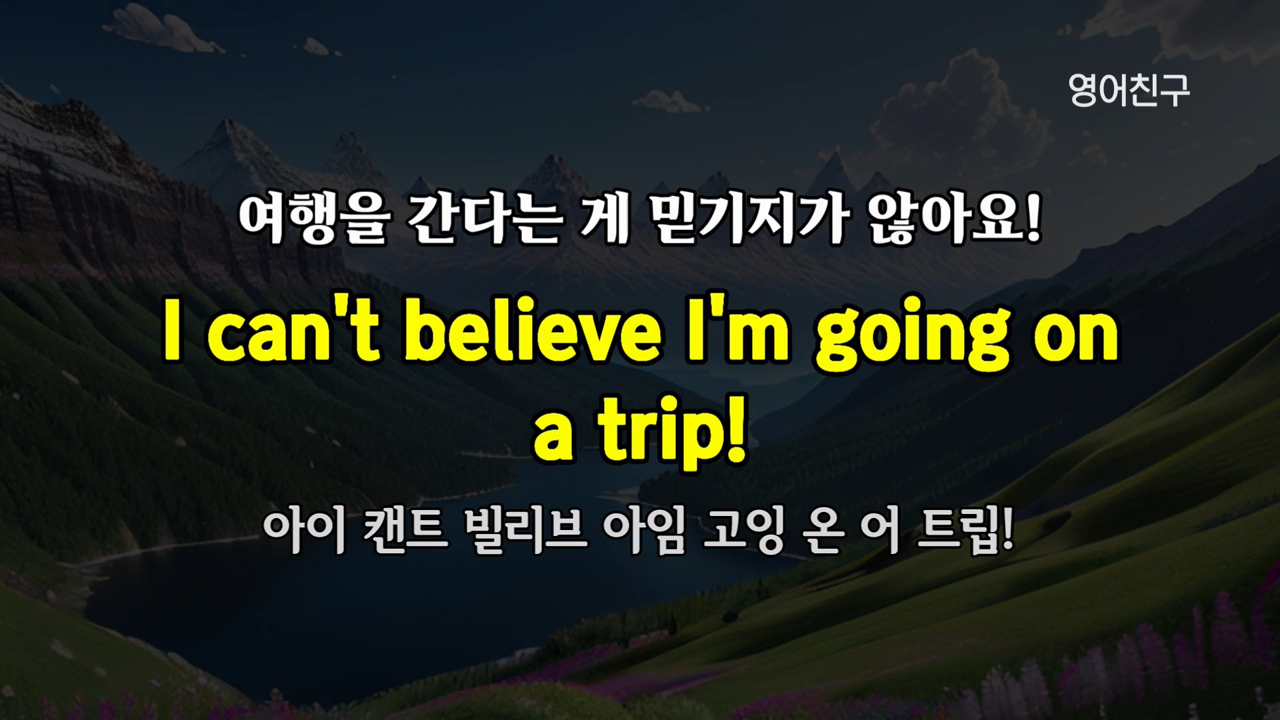 영어친구
여행을 간다는 게 믿기지가 않아요!
I can't believe I'm going on
a trip!
아이 캔트 빌리브 아임 고잉 온 어 트립!